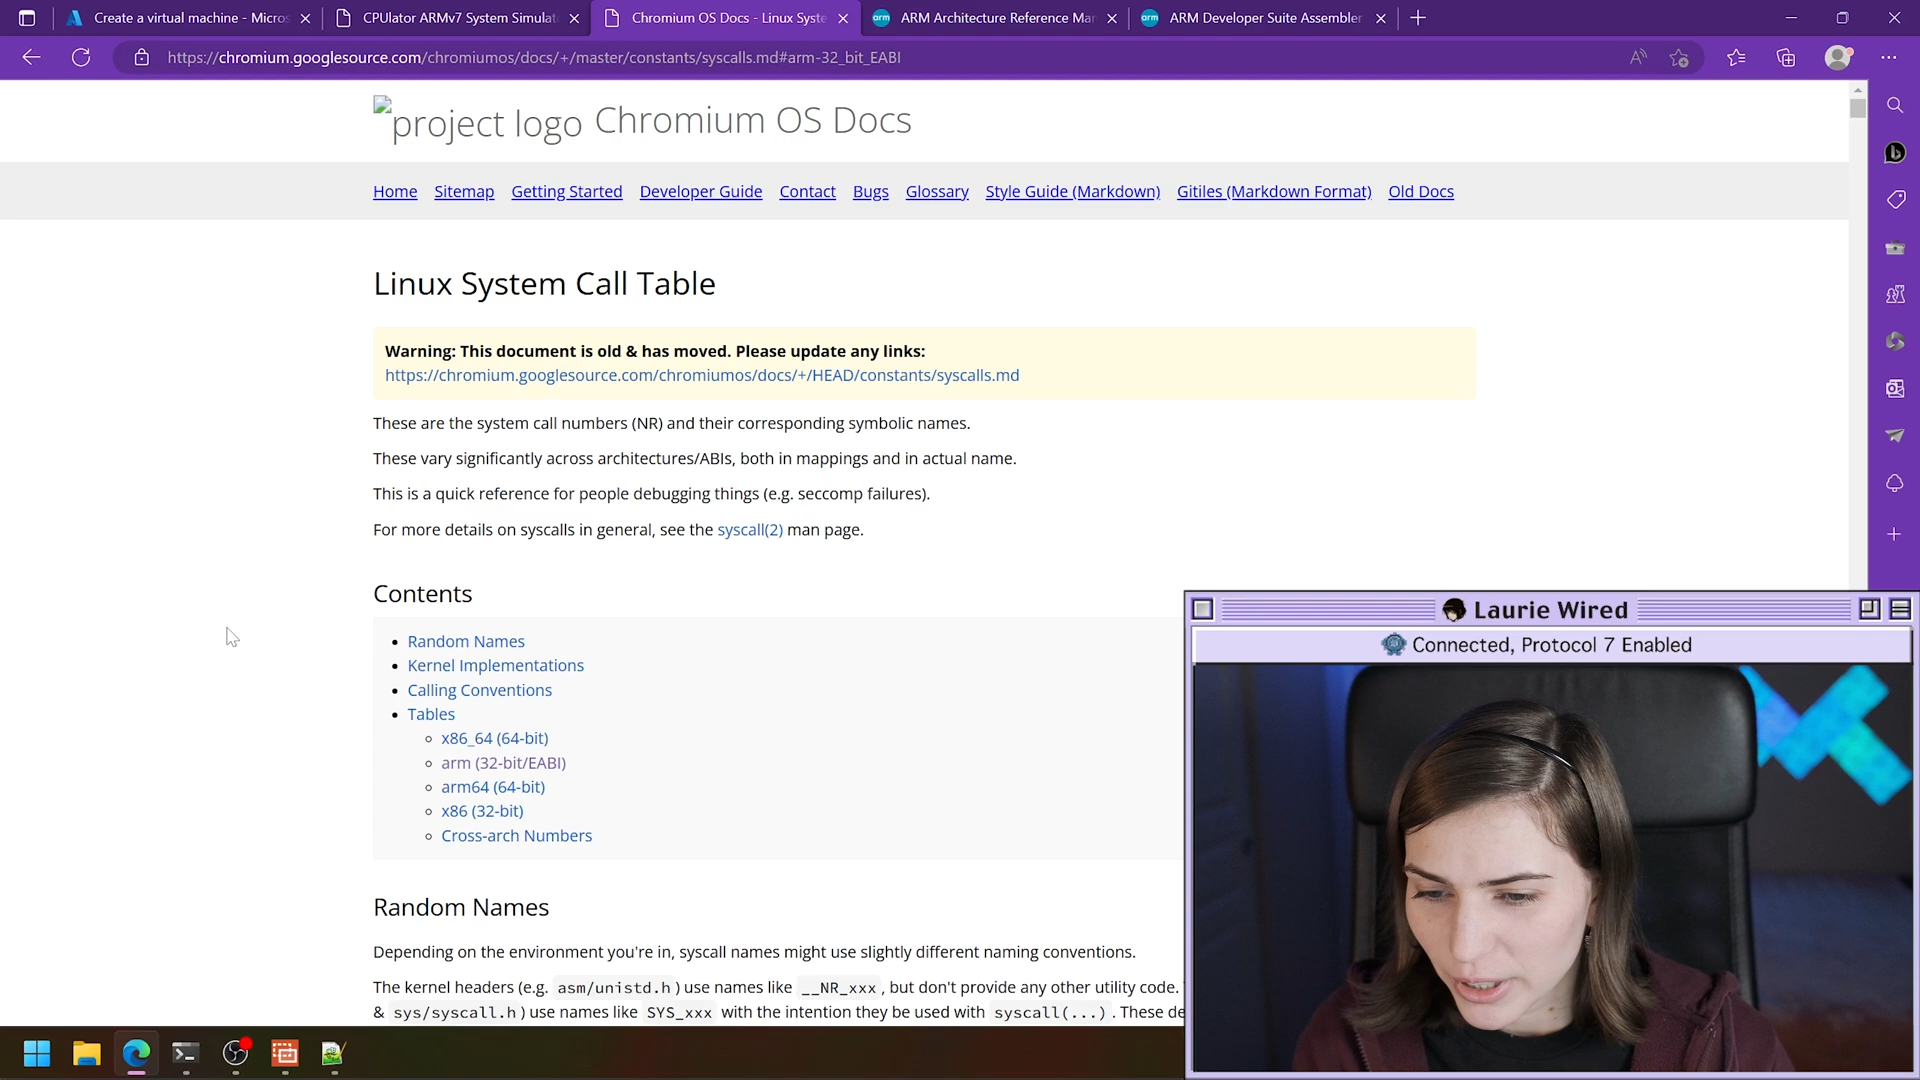 Create a virtual machine - Micros
CPUlator ARMv7 System Simulat
Chromium OS Docs - Linux Syste
arm
ARM Architecture Reference Man
arm
ARM Developer Suite Assembler
https://chromium.googlesource.com/chromiumos/docs/+/master/constants/syscalls.md#arm-32_bit_EABI
project logo Chromium OS Docs
Home Sitemap Getting Started Developer Guide Contact Bugs Glossary Style Guide (Markdown) Gitiles (Markdown Format) Old Docs
Linux System Call Table
Warning: This document is old & has moved. Please update any links:
https://chromium.googlesource.com/chromiumos/docs/+/HEAD/constants/syscalls.md
These are the system call numbers (NR) and their corresponding symbolic names.
These vary significantly across architectures/ABIs, both in mappings and in actual name.
This is a quick reference for people debugging things (e.g. seccomp failures).
For more details on syscalls in general, see the syscall(2) man page.
Contents
Random Names
Kernel Implementations
Calling Conventions
Tables
x86_64 (64-bit)
arm (32-bit/EABI)
arm64 (64-bit)
x86 (32-bit)
Cross-arch Numbers
Random Names
Depending on the environment you're in, syscall names might use slightly different naming conventions.
The kernel headers (e.g. asm/unistd.h) use names like __NR_xxx, but don't provide any other utility code.
& sys/syscall.h) use names like SYS_xxx with the intention they be used with syscall(...). These de
Laurie Wired
Connected, Protocol 7 Enabled